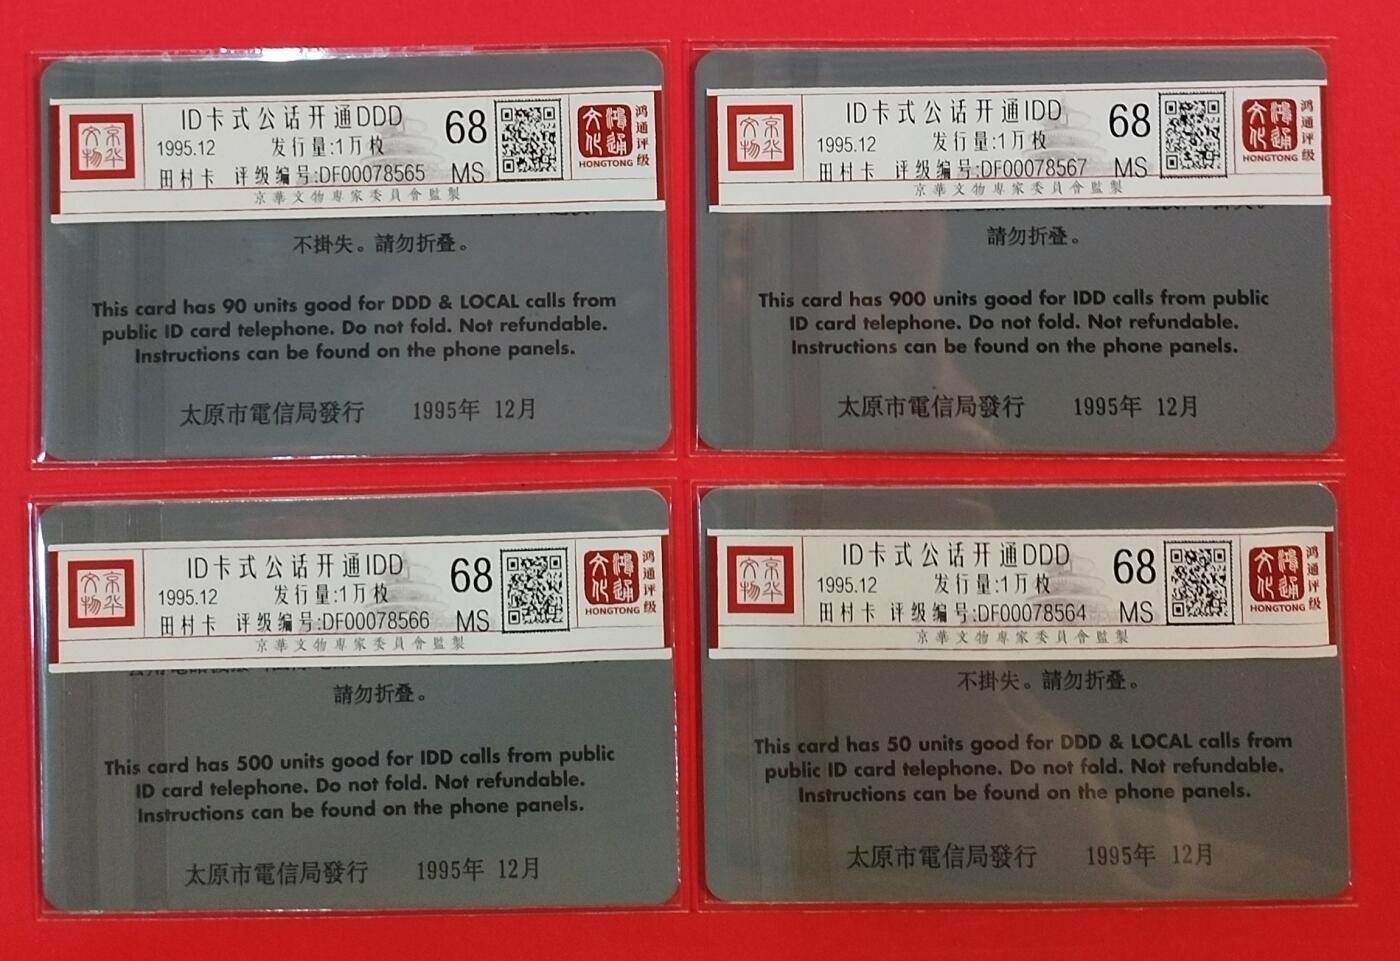 京华
文物
ID卡式公话开通DDD
1995.12 发行量:1万枚
田村卡 评级编号:DF00078565
68
MS
鸿通
文化
HONGTONG
鸿通评级
京華文物專家委員會監製
不掛失。請勿折叠。
This card has 90 units good for DDD & LOCAL calls from
public ID card telephone. Do not fold. Not refundable.
Instructions can be found on the phone panels.
太原市電信局發行 1995年 12月
京华
文物
ID卡式公话开通IDD
1995.12 发行量:1万枚
田村卡 评级编号:DF00078567
68
MS
鸿通
文化
HONGTONG
鸿通评级
京華文物專家委員會監製
請勿折叠。
This card has 900 units good for IDD calls from public
ID card telephone. Do not fold. Not refundable.
Instructions can be found on the phone panels.
太原市電信局發行 1995年 12月
京华
文物
ID卡式公话开通IDD
1995.12 发行量:1万枚
田村卡 评级编号:DF00078566
68
MS
鸿通
文化
HONGTONG
鸿通评级
京華文物專家委員會監製
請勿折叠。
This card has 500 units good for IDD calls from public
ID card telephone. Do not fold. Not refundable.
Instructions can be found on the phone panels.
太原市電信局發行 1995年 12月
京华
文物
ID卡式公话开通DDD
1995.12 发行量:1万枚
田村卡 评级编号:DF00078564
68
MS
鸿通
文化
HONGTONG
鸿通评级
京華文物專家委員會監製
不掛失。請勿折叠。
This card has 50 units good for DDD & LOCAL calls from
public ID card telephone. Do not fold. Not refundable.
Instructions can be found on the phone panels.
太原市電信局發行 1995年 12月